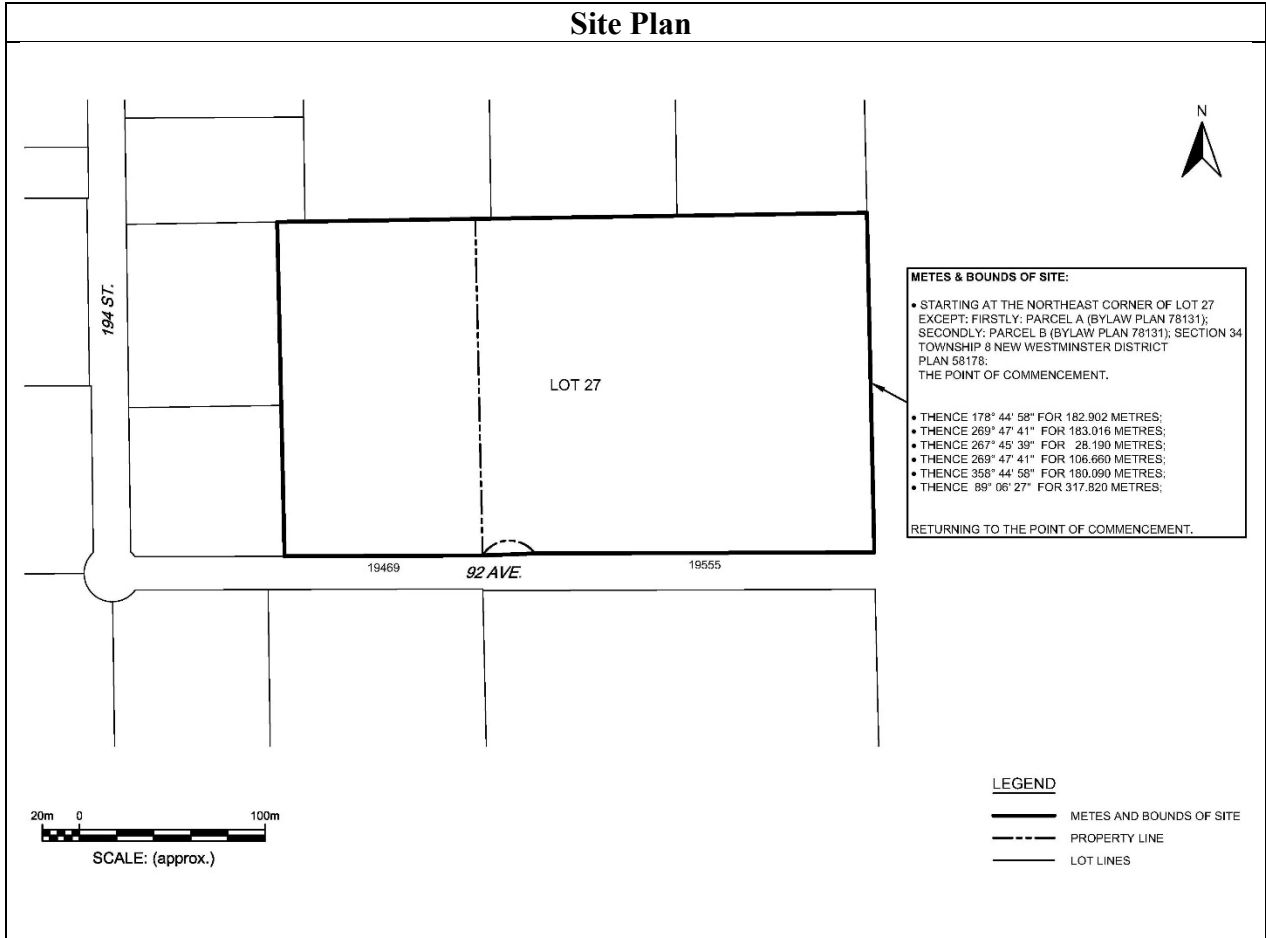 Site Plan
N
194 ST.
LOT 27
METES & BOUNDS OF SITE:
• STARTING AT THE NORTHEAST CORNER OF LOT 27
EXCEPT: FIRSTLY: PARCEL A (BYLAW PLAN 78131);
SECONDLY: PARCEL B (BYLAW PLAN 78131); SECTION 34
TOWNSHIP 8 NEW WESTMINSTER DISTRICT
PLAN 58178:
THE POINT OF COMMENCEMENT.
• THENCE 178° 44' 58" FOR 182.902 METRES;
• THENCE 269° 47' 41" FOR 183.016 METRES;
• THENCE 267° 45' 39" FOR 28.190 METRES;
• THENCE 269° 47' 41" FOR 106.660 METRES;
• THENCE 358° 44' 58" FOR 180.090 METRES;
• THENCE 89° 06' 27" FOR 317.820 METRES;
RETURNING TO THE POINT OF COMMENCEMENT.
19469
92 AVE.
19555
20m 0 100m
SCALE: (approx.)
LEGEND
METES AND BOUNDS OF SITE
PROPERTY LINE
LOT LINES